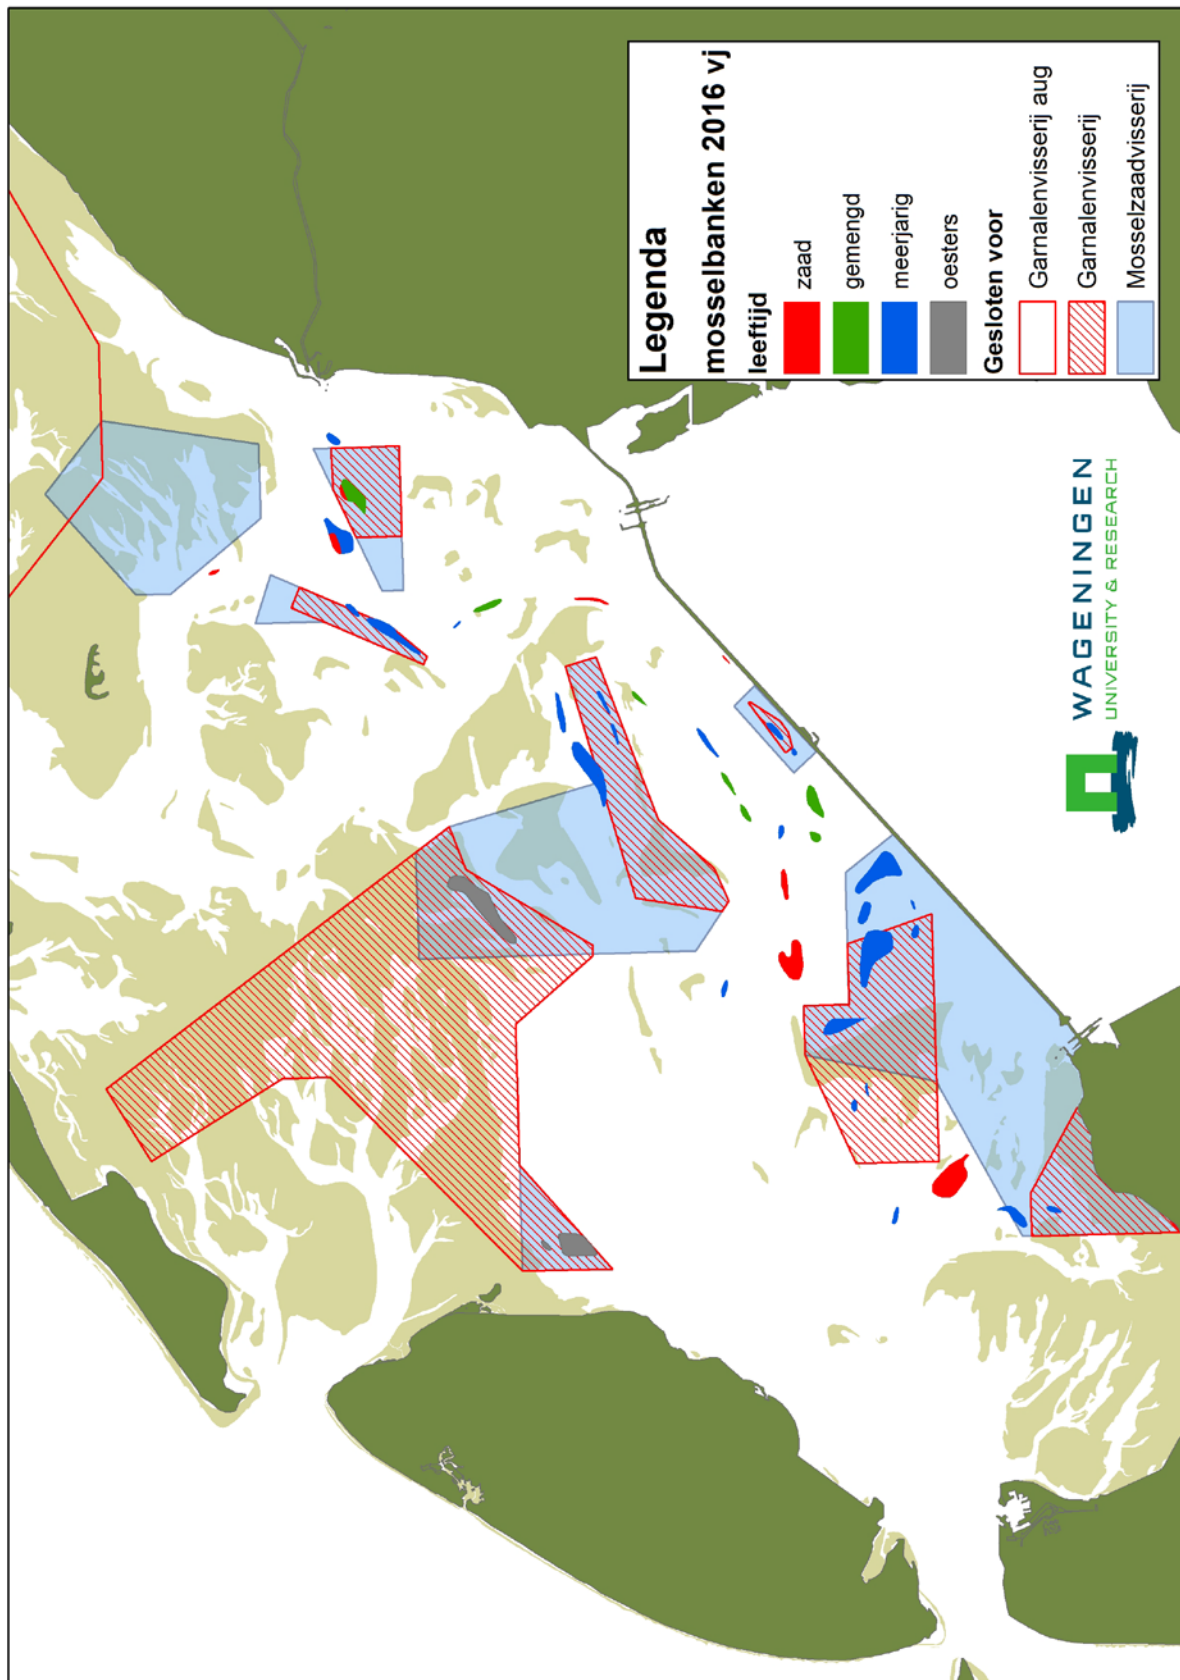 Legenda
mosselbanken 2016 vj
leeftijd
zaad
gemengd
meerjarig
oesters
Gesloten voor
Garnalenvisserij aug
Garnalenvisserij
Mosselzaadvisserij
WAGENINGEN
UNIVERSITY & RESEARCH